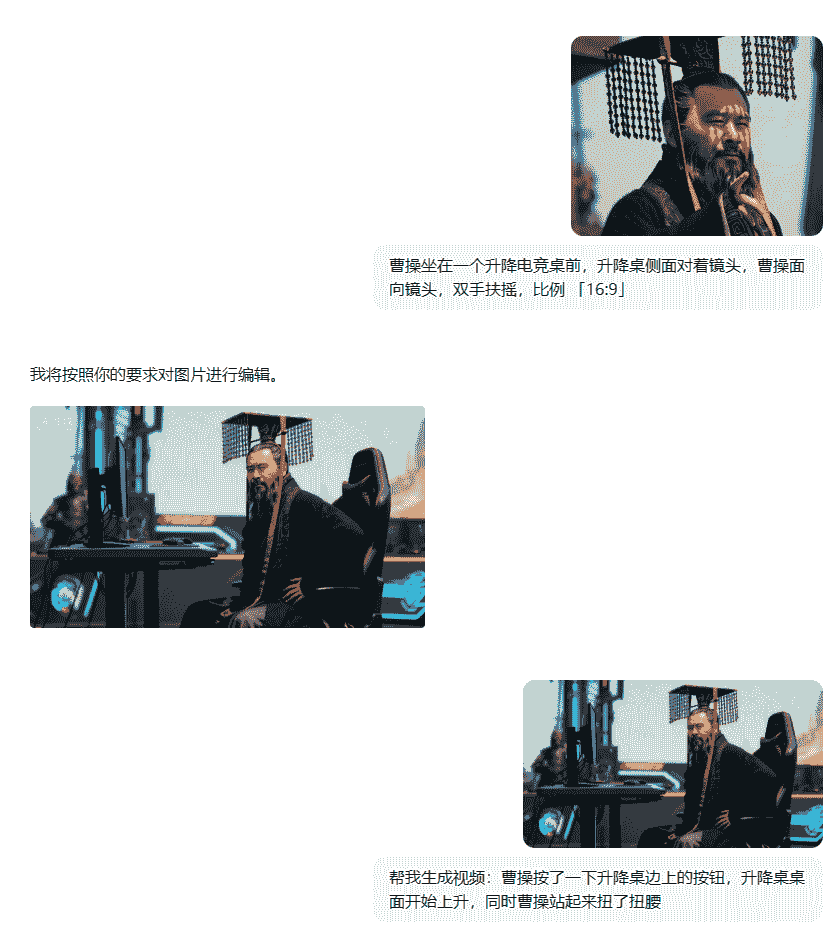 曹操坐在一个升降电竞桌前，升降桌侧面对着镜头，曹操面
向镜头，双手扶摇，比例 「16:9」
我将按照你的要求对图片进行编辑。
帮我生成视频：曹操按了一下升降桌边上的按钮，升降桌桌
面开始上升，同时曹操站起来扭了扭腰